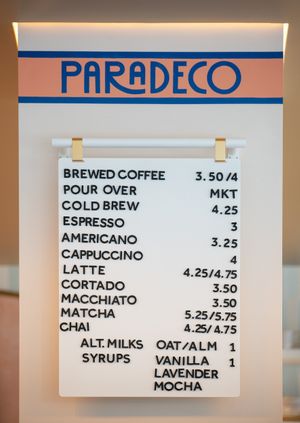 PARADECO
BREWED COFFEE 3.50/4
POUR OVER MKT
COLD BREW 4.25
ESPRESSO 3
AMERICANO 3.25
CAPPUCCINO 4
LATTE 4.25/4.75
CORTADO 3.50
MACCHIATO 3.50
MATCHA 5.25/5.75
CHAI 4.25/4.75
ALT. MILKS OAT/ALM 1
SYRUPS VANILLA 1
LAVENDER
MOCHA